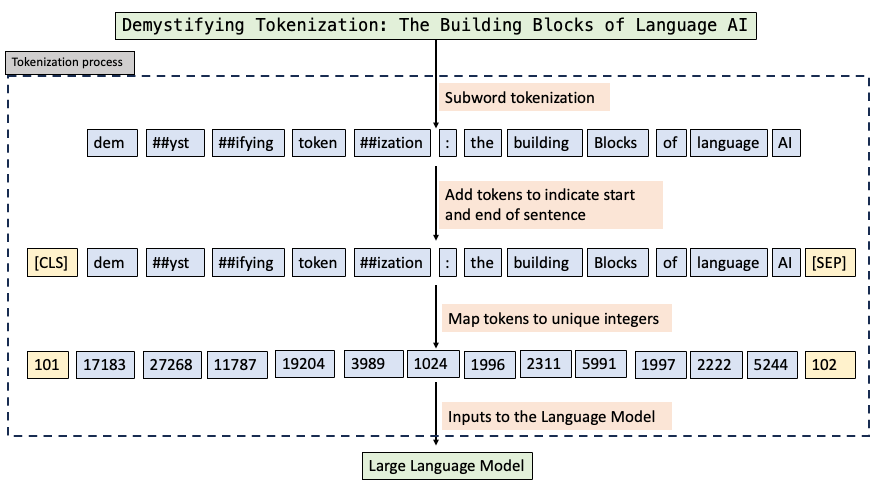 Demystifying Tokenization: The Building Blocks of Language AI
Tokenization process
Subword tokenization
dem ##yst ##ifying token ##ization : the building Blocks of language AI
Add tokens to indicate start
and end of sentence
[CLS] dem ##yst ##ifying token ##ization : the building Blocks of language AI [SEP]
Map tokens to unique integers
101 17183 27268 11787 19204 3989 1024 1996 2311 5991 1997 2222 5244 102
Inputs to the Language Model
Large Language Model